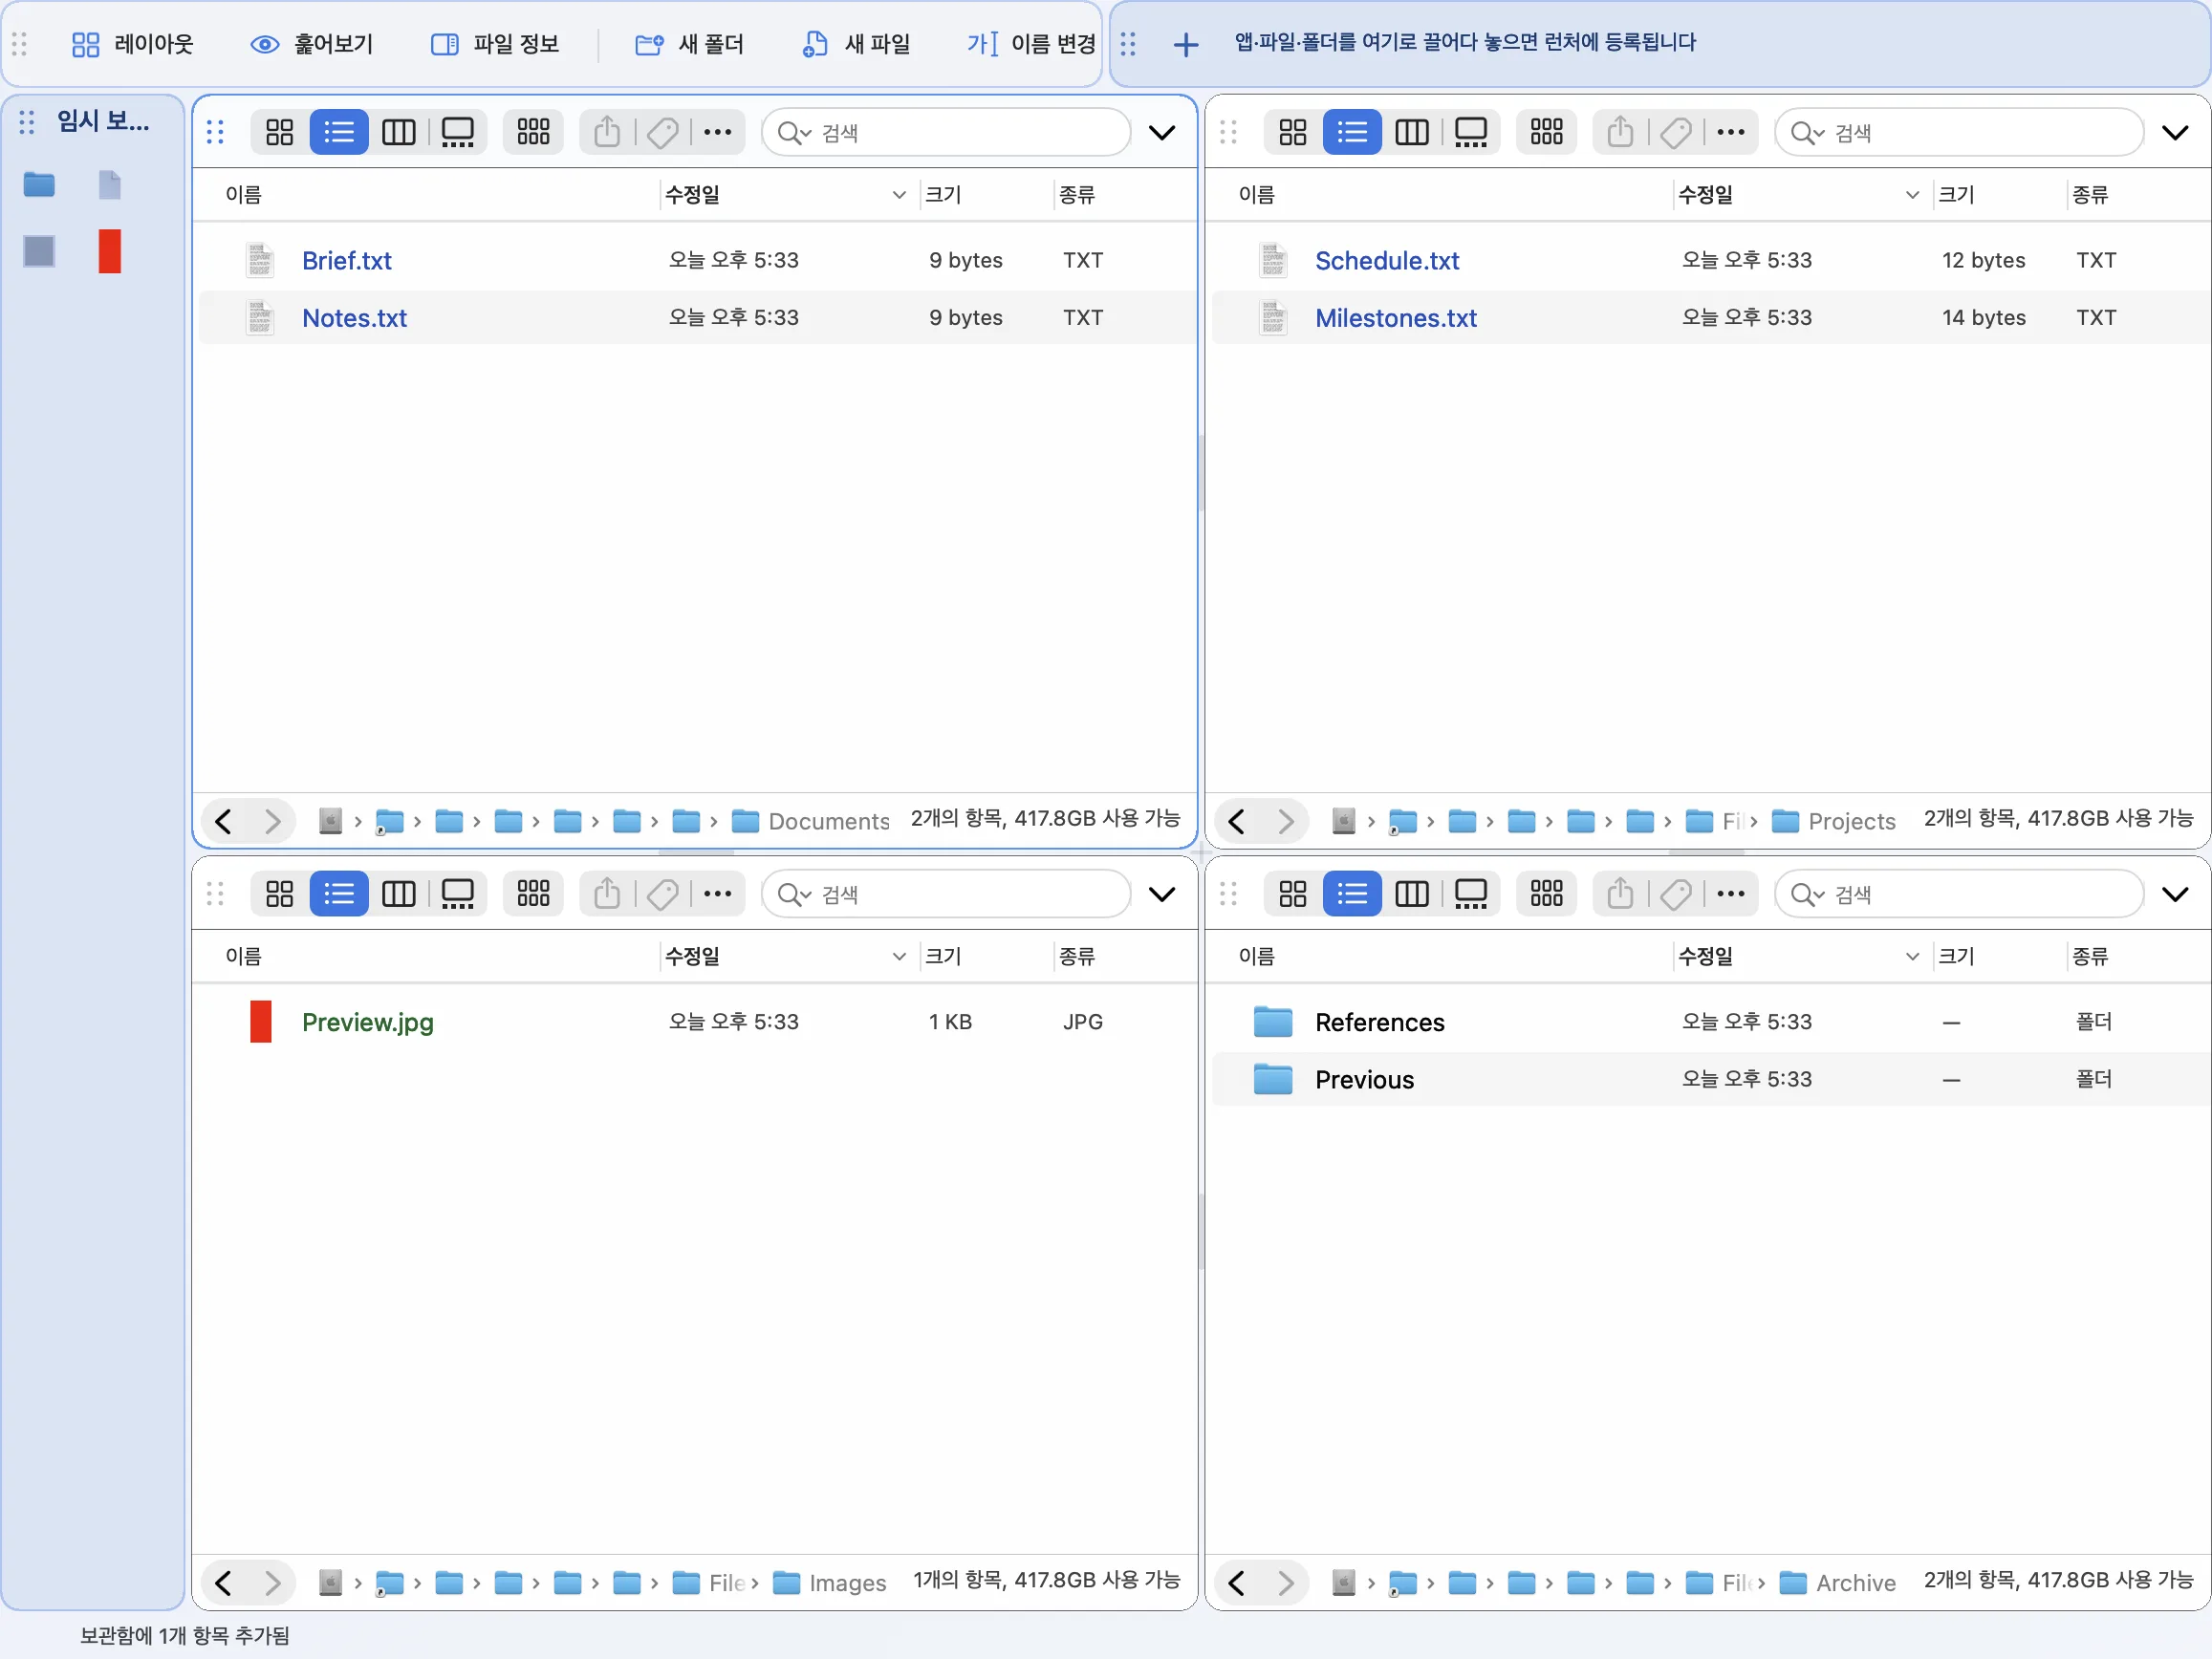 레이아웃 훑어보기 파일 정보 새 폴더 새 파일 이름 변경
앱·파일·폴더를 여기로 끌어다 놓으면 런처에 등록됩니다
임시 보...
검색
이름 수정일 크기 종류
Brief.txt 오늘 오후 5:33 9 bytes TXT
Notes.txt 오늘 오후 5:33 9 bytes TXT
Documents 2개의 항목, 417.8GB 사용 가능
검색
이름 수정일 크기 종류
Schedule.txt 오늘 오후 5:33 12 bytes TXT
Milestones.txt 오늘 오후 5:33 14 bytes TXT
Fi Projects 2개의 항목, 417.8GB 사용 가능
검색
이름 수정일 크기 종류
Preview.jpg 오늘 오후 5:33 1 KB JPG
File Images 1개의 항목, 417.8GB 사용 가능
검색
이름 수정일 크기 종류
References 오늘 오후 5:33 — 폴더
Previous 오늘 오후 5:33 — 폴더
Fil Archive 2개의 항목, 417.8GB 사용 가능
보관함에 1개 항목 추가됨